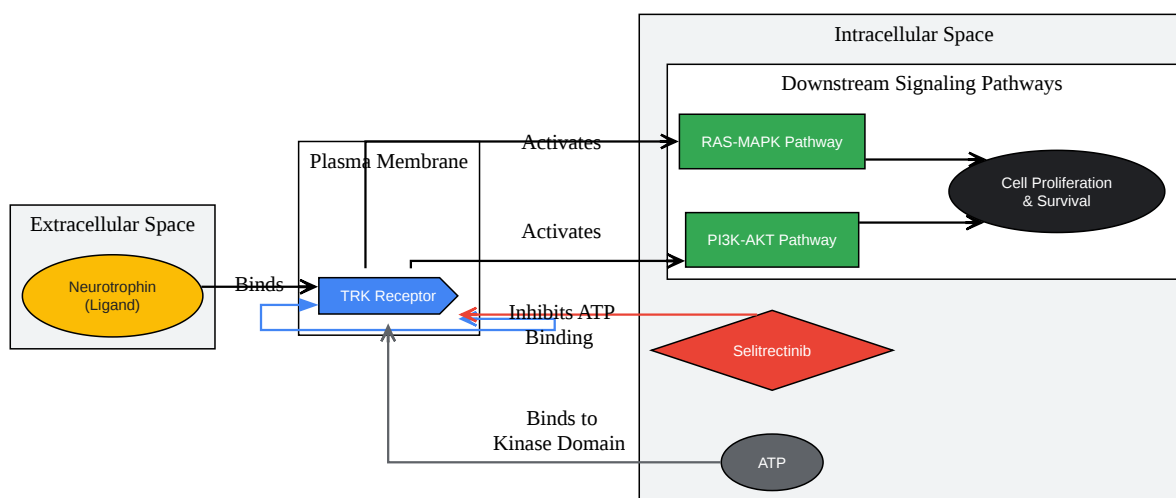 Intracellular Space
Downstream Signaling Pathways
Activates
RAS-MAPK Pathway
Plasma Membrane
Cell Proliferation
& Survival
Extracellular Space
Activates
PI3K-AKT Pathway
Neurotrophin
(Ligand)
Binds
TRK Receptor
Inhibits ATP
Binding
Selitrectinib
Binds to
Kinase Domain
ATP